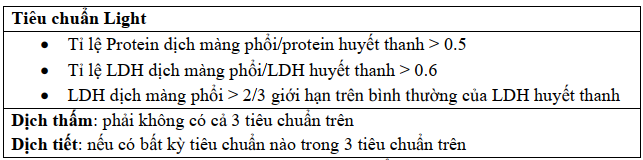 Tiêu chuẩn Light
• Tỉ lệ Protein dịch màng phổi/protein huyết thanh > 0.5
• Tỉ lệ LDH dịch màng phổi/LDH huyết thanh > 0.6
• LDH dịch màng phổi > 2/3 giới hạn trên bình thường của LDH huyết thanh
Dịch thấm: phải không có cả 3 tiêu chuẩn trên
Dịch tiết: nếu có bất kỳ tiêu chuẩn nào trong 3 tiêu chuẩn trên